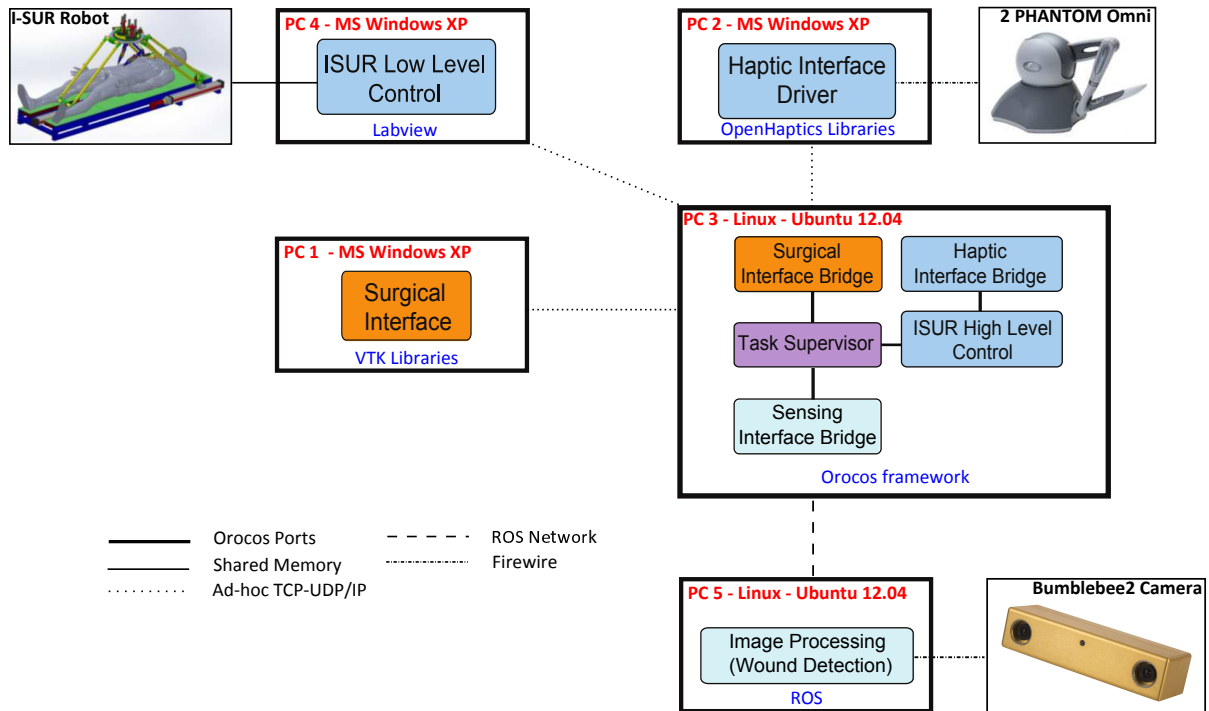 I-SUR Robot
PC 4 - MS Windows XP
ISUR Low Level
Control
Labview
PC 2 - MS Windows XP
Haptic Interface
Driver
OpenHaptics Libraries
2 PHANTOM Omni
PC 1  - MS Windows XP
Surgical
Interface
VTK Libraries
PC 3 - Linux - Ubuntu 12.04
Surgical
Interface Bridge
Haptic
Interface Bridge
Task Supervisor
ISUR High Level
Control
Sensing
Interface Bridge
Orocos framework
Orocos Ports
Shared Memory
Ad-hoc TCP-UDP/IP
ROS Network
Firewire
PC 5 - Linux - Ubuntu 12.04
Image Processing
(Wound Detection)
ROS
Bumblebee2 Camera